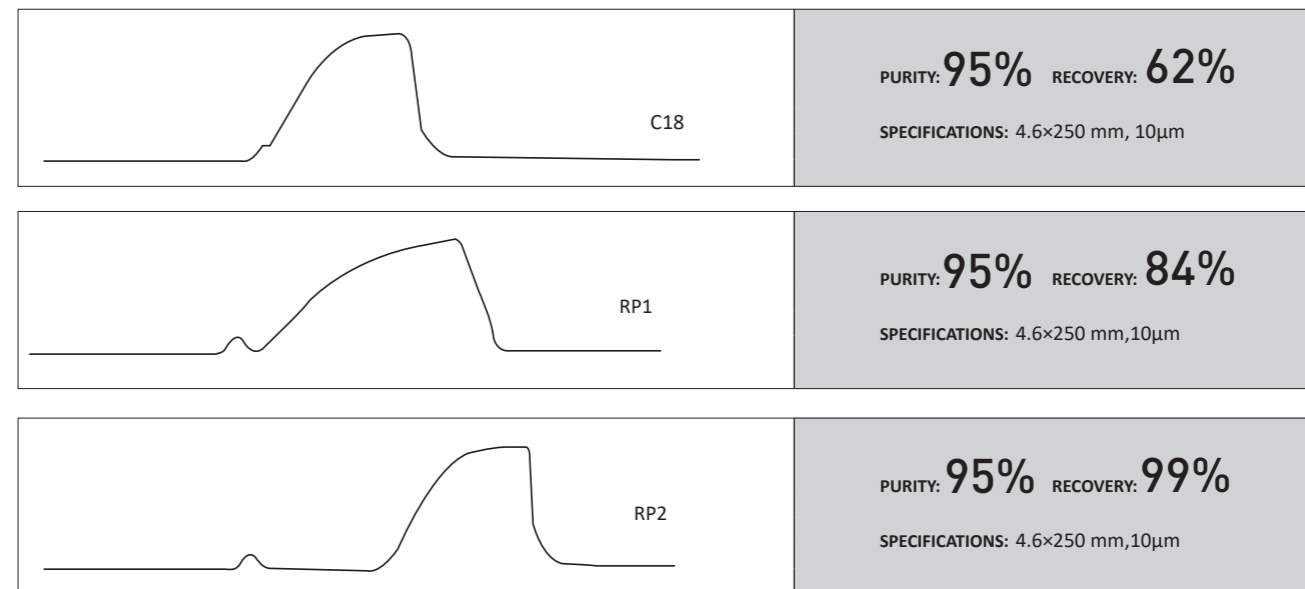 C18
PURITY: 95% RECOVERY: 62%
SPECIFICATIONS: 4.6×250 mm, 10μm
RP1
PURITY: 95% RECOVERY: 84%
SPECIFICATIONS: 4.6×250 mm,10μm
RP2
PURITY: 95% RECOVERY: 99%
SPECIFICATIONS: 4.6×250 mm,10μm